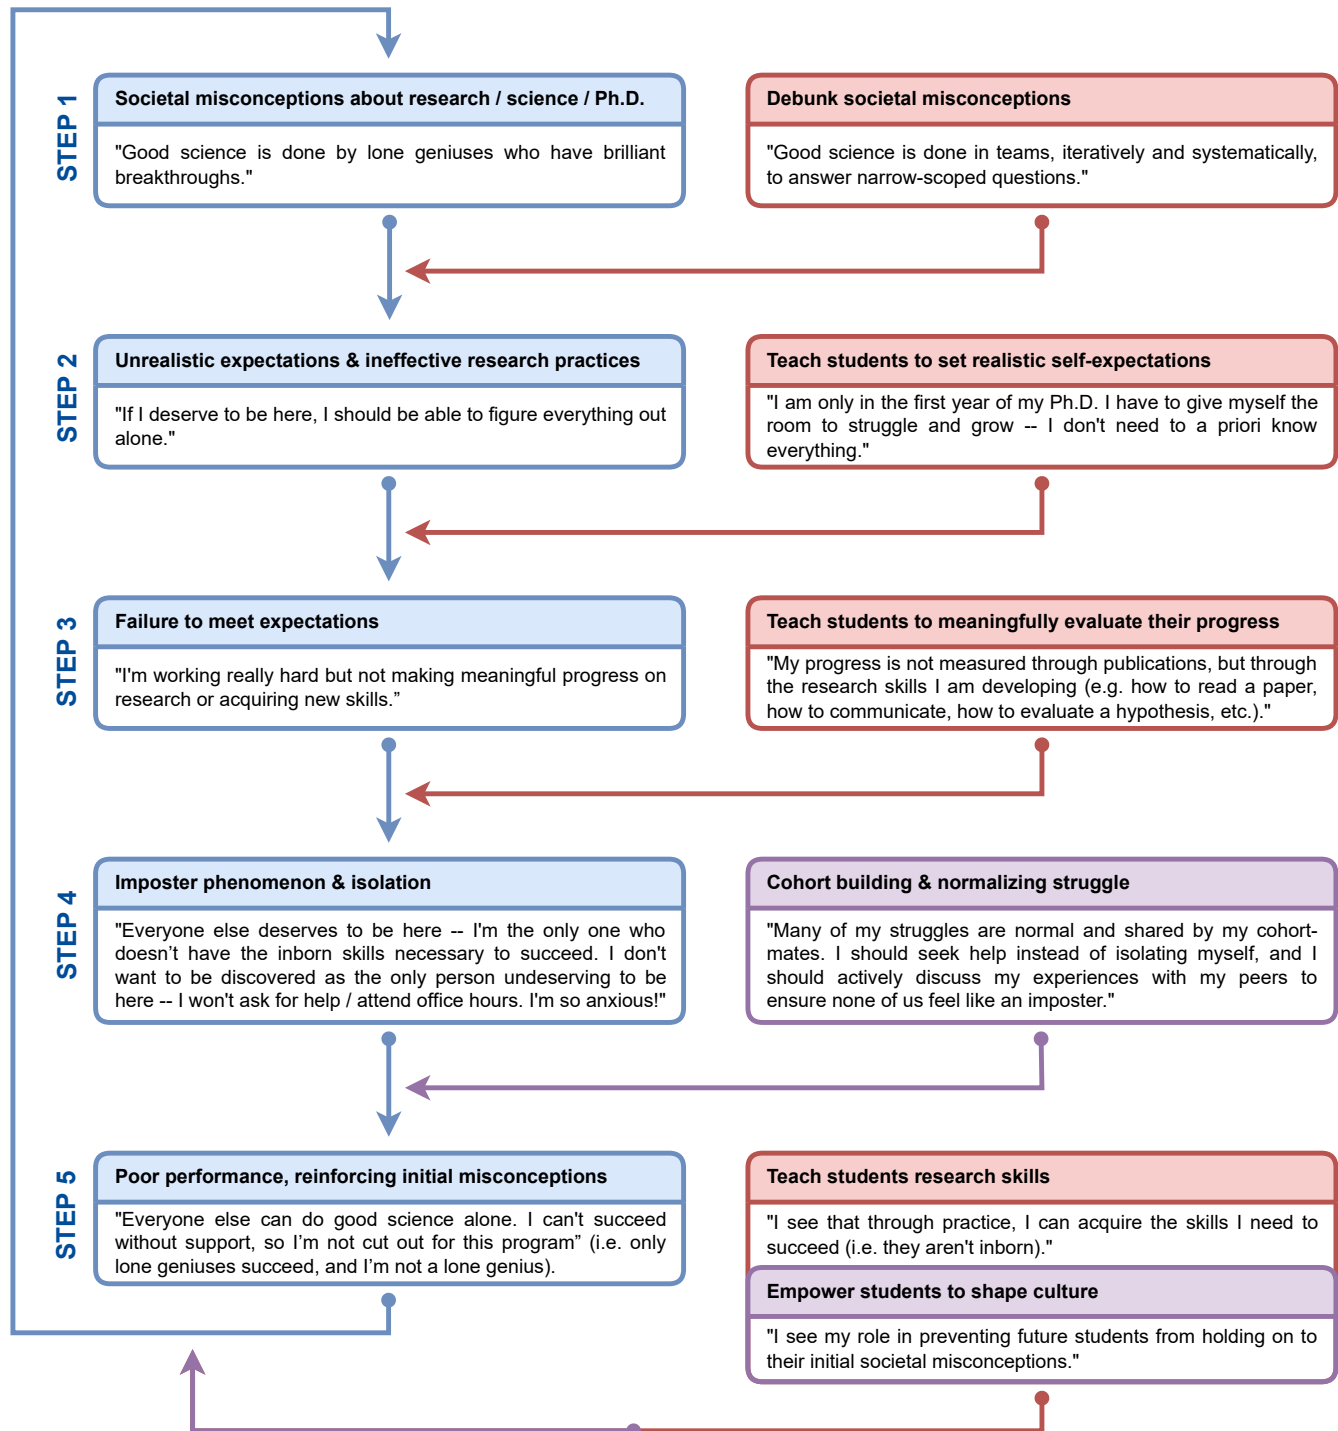 STEP 1
Societal misconceptions about research / science / Ph.D.
"Good science is done by lone geniuses who have brilliant
breakthroughs."
Debunk societal misconceptions
"Good science is done in teams, iteratively and systematically,
to answer narrow-scoped questions."
STEP 2
Unrealistic expectations & ineffective research practices
"If I deserve to be here, I should be able to figure everything out
alone."
Teach students to set realistic self-expectations
"I am only in the first year of my Ph.D. I have to give myself the
room to struggle and grow -- I don't need to a priori know
everything."
STEP 3
Failure to meet expectations
"I'm working really hard but not making meaningful progress on
research or acquiring new skills.”
Teach students to meaningfully evaluate their progress
"My progress is not measured through publications, but through
the research skills I am developing (e.g. how to read a paper,
how to communicate, how to evaluate a hypothesis, etc.)."
STEP 4
Imposter phenomenon & isolation
"Everyone else deserves to be here -- I'm the only one who
doesn’t have the inborn skills necessary to succeed. I don't
want to be discovered as the only person undeserving to be
here -- I won't ask for help / attend office hours. I'm so anxious!"
Cohort building & normalizing struggle
"Many of my struggles are normal and shared by my cohort-
mates. I should seek help instead of isolating myself, and I
should actively discuss my experiences with my peers to
ensure none of us feel like an imposter."
STEP 5
Poor performance, reinforcing initial misconceptions
"Everyone else can do good science alone. I can't succeed
without support, so I’m not cut out for this program” (i.e. only
lone geniuses succeed, and I’m not a lone genius).
Teach students research skills
"I see that through practice, I can acquire the skills I need to
succeed (i.e. they aren't inborn)."
Empower students to shape culture
"I see my role in preventing future students from holding on to
their initial societal misconceptions."